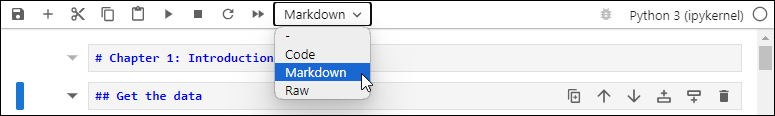 Markdown
Python 3 (ipykernel)
-
Code
Markdown
Raw
# Chapter 1: Introduction
## Get the data